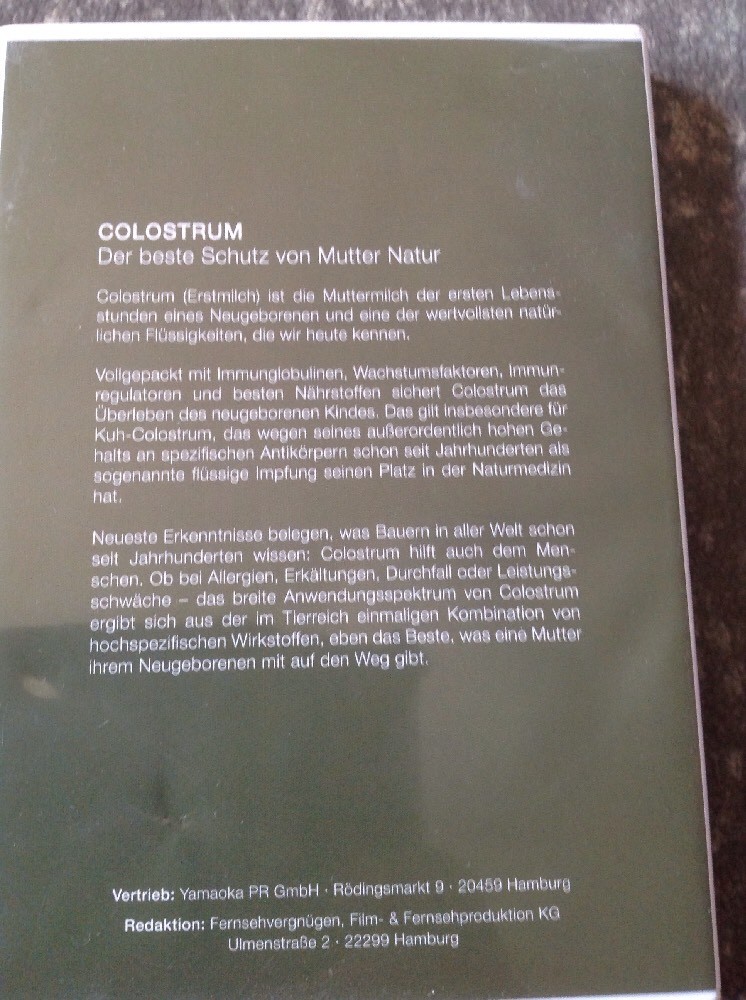 COLOSTRUM
Der beste Schutz von Mutter Natur
Colostrum (Erstmilch) ist die Muttermilch der ersten Lebens-
stunden eines Neugeborenen und eine der wertvollsten natür-
lichen Flüssigkeiten, die wir heute kennen.
Vollgepackt mit Immunglobulinen, Wachstumsfaktoren, Immun-
regulatoren und besten Nährstoffen sichert Colostrum das
Überleben des neugeborenen Kindes. Das gilt insbesondere für
Kuh-Colostrum, das wegen seines außerordentlich hohen Ge-
halts an spezifischen Antikörpern schon seit Jahrhunderten als
sogenannte flüssige Impfung seinen Platz in der Naturmedizin
hat.
Neueste Erkenntnisse belegen, was Bauern in aller Welt schon
seit Jahrhunderten wissen: Colostrum hilft auch dem Men-
schen. Ob bei Allergien, Erkältungen, Durchfall oder Leistungs-
schwäche – das breite Anwendungsspektrum von Colostrum
ergibt sich aus der im Tierreich einmaligen Kombination von
hochspezifischen Wirkstoffen, eben das Beste, was eine Mutter
ihrem Neugeborenen mit auf den Weg gibt.
Vertrieb: Yamaoka PR GmbH · Rödingsmarkt 9 · 20459 Hamburg
Redaktion: Fernsehvergnügen, Film- & Fernsehproduktion KG
Ulmenstraße 2 · 22299 Hamburg